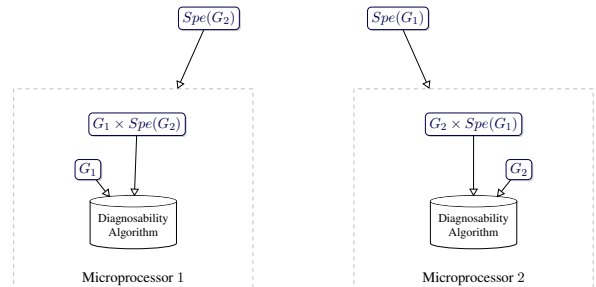 Spe(G₂)
Spe(G₁)
G₁ × Spe(G₂)
G₂ × Spe(G₁)
G₁
G₂
Diagnosability
Algorithm
Diagnosability
Algorithm
Microprocessor 1
Microprocessor 2